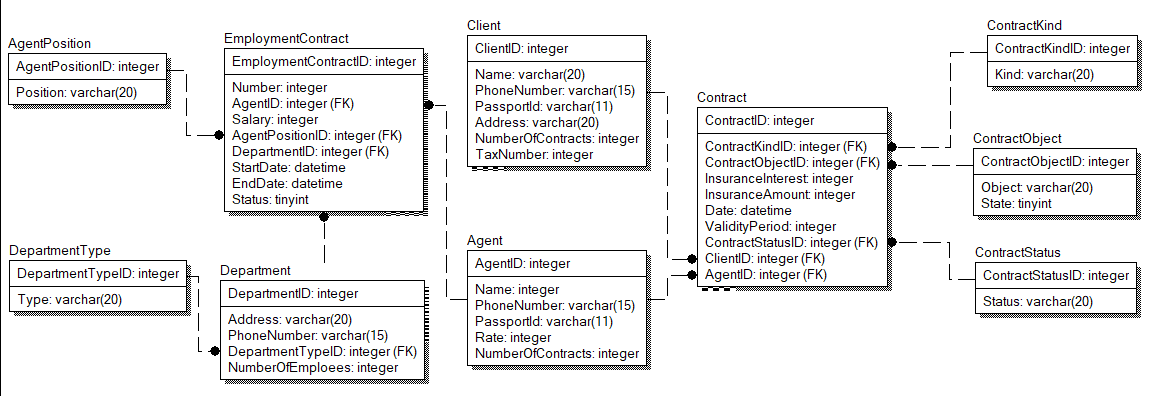 AgentPosition
AgentPositionID: integer
Position: varchar(20)
EmploymentContract
EmploymentContractID: integer
Number: integer
AgentID: integer (FK)
Salary: integer
AgentPositionID: integer (FK)
DepartmentID: integer (FK)
StartDate: datetime
EndDate: datetime
Status: tinyint
Client
ClientID: integer
Name: varchar(20)
PhoneNumber: varchar(15)
PassportId: varchar(11)
Address: varchar(20)
NumberOfContracts: integer
TaxNumber: integer
Contract
ContractID: integer
ContractKindID: integer (FK)
ContractObjectID: integer (FK)
InsuranceInterest: integer
InsuranceAmount: integer
Date: datetime
ValidityPeriod: integer
ContractStatusID: integer (FK)
ClientID: integer (FK)
AgentID: integer (FK)
ContractKind
ContractKindID: integer
Kind: varchar(20)
ContractObject
ContractObjectID: integer
Object: varchar(20)
State: tinyint
DepartmentType
DepartmentTypeID: integer
Type: varchar(20)
Department
DepartmentID: integer
Address: varchar(20)
PhoneNumber: varchar(15)
DepartmentTypeID: integer (FK)
NumberOfEmploees: integer
Agent
AgentID: integer
Name: integer
PhoneNumber: varchar(15)
PassportId: varchar(11)
Rate: integer
NumberOfContracts: integer
ContractStatus
ContractStatusID: integer
Status: varchar(20)